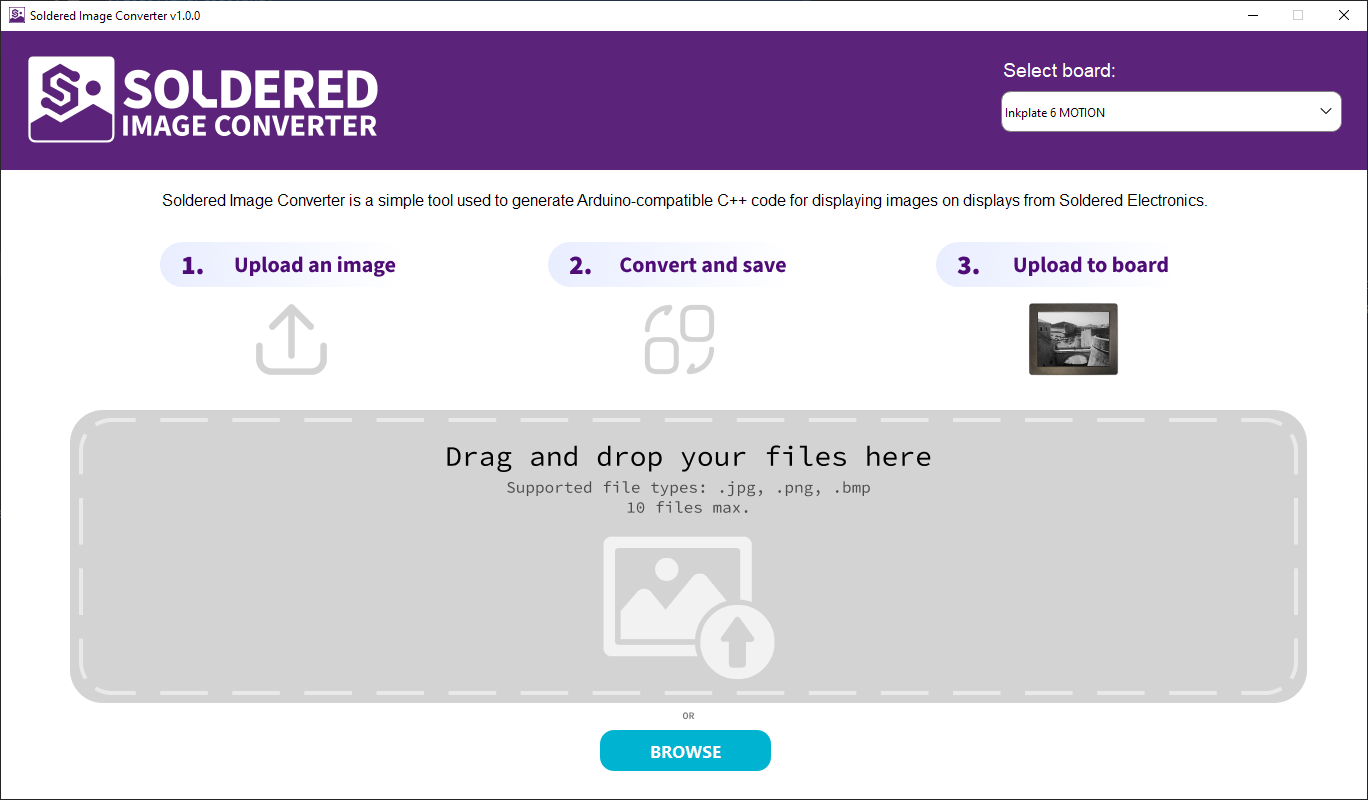 Soldered Image Converter v1.0.0
SOLDERED
IMAGE CONVERTER
Select board:
Inkplate 6 MOTION
Soldered Image Converter is a simple tool used to generate Arduino-compatible C++ code for displaying images on displays from Soldered Electronics.
1. Upload an image
2. Convert and save
3. Upload to board
Drag and drop your files here
Supported file types: .jpg, .png, .bmp
10 files max.
OR
BROWSE